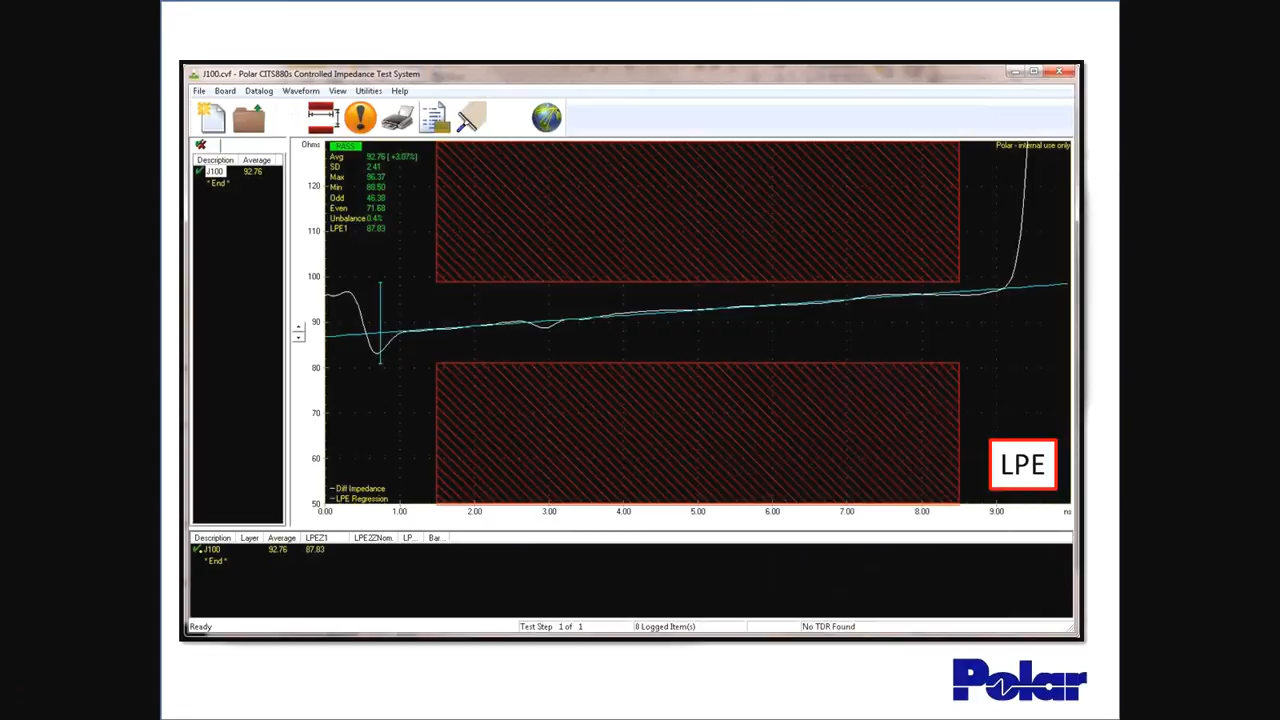 J100.cvf - Polar CITS880s Controlled Impedance Test System
File Board Datalog Waveform View Utilities Help
Description Average
J100 92.76
* End *
Ohms
120
110
100
90
80
70
60
50
PASS
Avg 92.76 ( +3.07%)
SD 2.41
Max 96.37
Min 88.50
Odd 46.38
Even 71.68
Unbalance 0.4%
LPE1 87.83
Polar - internal use only
LPE
Diff Impedance
LPE Regression
0.00 1.00 2.00 3.00 4.00 5.00 6.00 7.00 8.00 9.00 ns
Description Layer Average LPEZ1 LPEZZNom. LP... Bar...
J100 92.76 87.83
* End *
Ready Test Step 1 of 1 0 Logged Item(s) No TDR Found
Polar